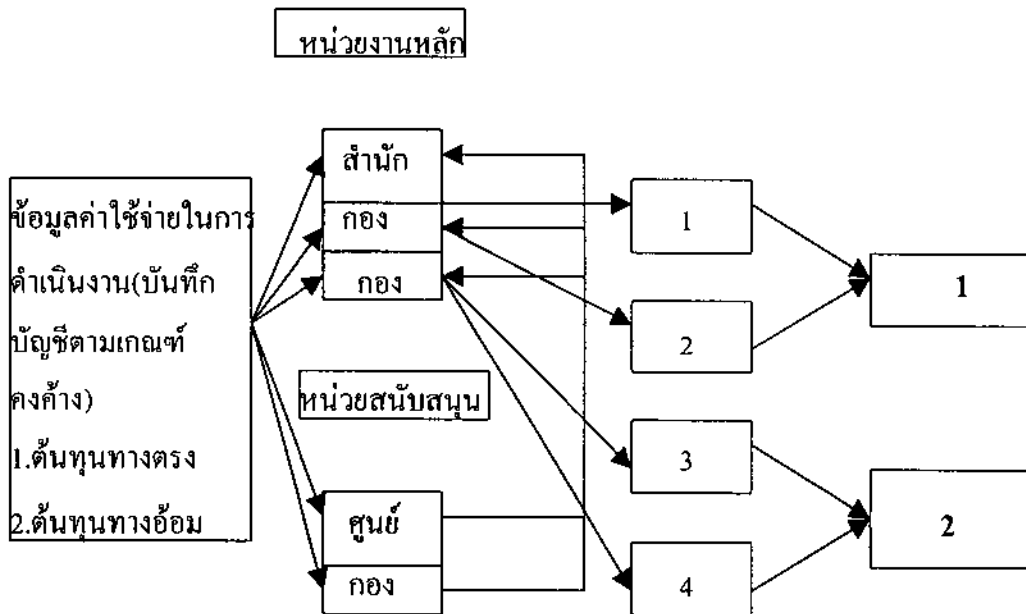 หน่วยงานหลัก
สำนัก
กอง
กอง
ข้อมูลค่าใช้จ่ายในการ
ดำเนินงาน(บันทึก
บัญชีตามเกณฑ์
คงค้าง)
1.ต้นทุนทางตรง
2.ต้นทุนทางอ้อม
หน่วยสนับสนุน
ศูนย์
กอง
1
2
3
4
1
2